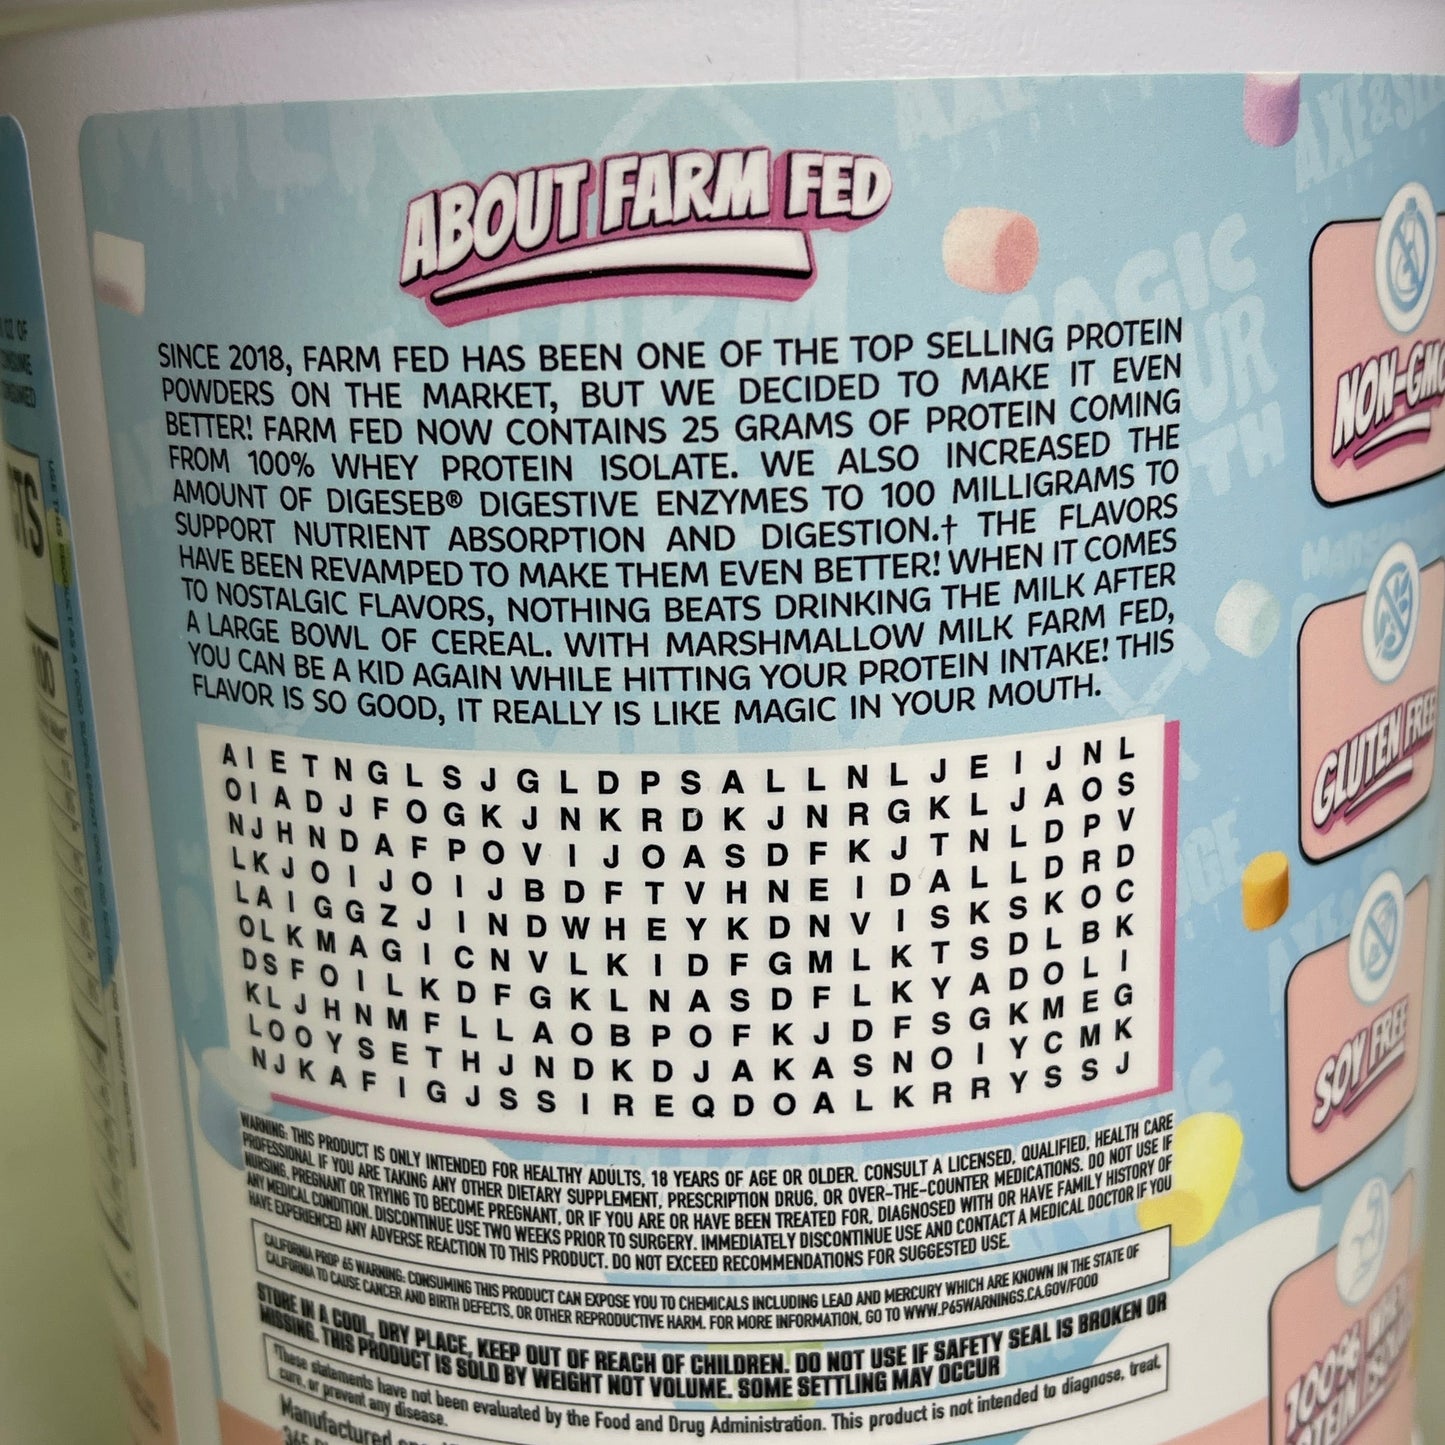 ABOUT FARM FED
SINCE 2018, FARM FED HAS BEEN ONE OF THE TOP SELLING PROTEIN
POWDERS ON THE MARKET, BUT WE DECIDED TO MAKE IT EVEN
BETTER! FARM FED NOW CONTAINS 25 GRAMS OF PROTEIN COMING
FROM 100% WHEY PROTEIN ISOLATE. WE ALSO INCREASED THE
AMOUNT OF DIGESEB® DIGESTIVE ENZYMES TO 100 MILLIGRAMS TO
SUPPORT NUTRIENT ABSORPTION AND DIGESTION.† THE FLAVORS
HAVE BEEN REVAMPED TO MAKE THEM EVEN BETTER! WHEN IT COMES
TO NOSTALGIC FLAVORS, NOTHING BEATS DRINKING THE MILK AFTER
A LARGE BOWL OF CEREAL. WITH MARSHMALLOW MILK FARM FED,
YOU CAN BE A KID AGAIN WHILE HITTING YOUR PROTEIN INTAKE! THIS
FLAVOR IS SO GOOD, IT REALLY IS LIKE MAGIC IN YOUR MOUTH.
A I E T N G L S J G L D P S A L L N L J E I J N L
O I A D J F O G K J N K R D K J N R G K L J A O S
N J H N D A F P O V I J O A S D F K J T N L D P V
L K J O I J O I J B D F T V H N E I D A L L D R D
L A I G G Z J I N D W H E Y K D N V I S K S K O C
O L K M A G I C N V L K I D F G M L K T S D L B K
D S F O I L K D F G K L N A S D F L K Y A D O L I
K L J H N M F L L A O B P O F K J D F S G K M E G
L O O Y S E T H J N D K D J A K A S N O I Y C M K
N J K A F I G J S S I R E Q D O A L K R R Y S S J
WARNING: THIS PRODUCT IS ONLY INTENDED FOR HEALTHY ADULTS, 18 YEARS OF AGE OR OLDER. CONSULT A LICENSED, QUALIFIED, HEALTH CARE
PROFESSIONAL IF YOU ARE TAKING ANY OTHER DIETARY SUPPLEMENT, PRESCRIPTION DRUG, OR OVER-THE-COUNTER MEDICATIONS. DO NOT USE IF
NURSING, PREGNANT OR TRYING TO BECOME PREGNANT, OR IF YOU ARE OR HAVE BEEN TREATED FOR, DIAGNOSED WITH OR HAVE FAMILY HISTORY OF
ANY MEDICAL CONDITION. DISCONTINUE USE TWO WEEKS PRIOR TO SURGERY. IMMEDIATELY DISCONTINUE USE AND CONTACT A MEDICAL DOCTOR IF YOU
HAVE EXPERIENCED ANY ADVERSE REACTION TO THIS PRODUCT. DO NOT EXCEED RECOMMENDATIONS FOR SUGGESTED USE.
CALIFORNIA PROP 65 WARNING: CONSUMING THIS PRODUCT CAN EXPOSE YOU TO CHEMICALS INCLUDING LEAD AND MERCURY WHICH ARE KNOWN IN THE STATE OF
CALIFORNIA TO CAUSE CANCER AND BIRTH DEFECTS, OR OTHER REPRODUCTIVE HARM. FOR MORE INFORMATION, GO TO WWW.P65WARNINGS.CA.GOV/FOOD
STORE IN A COOL, DRY PLACE, KEEP OUT OF REACH OF CHILDREN. DO NOT USE IF SAFETY SEAL IS BROKEN OR
MISSING. THIS PRODUCT IS SOLD BY WEIGHT NOT VOLUME. SOME SETTLING MAY OCCUR
†These statements have not been evaluated by the Food and Drug Administration. This product is not intended to diagnose, treat,
cure, or prevent any disease.
Manufactured
NON-GMO
GLUTEN FREE
SOY FREE
100% WHEY